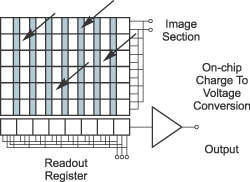 Image
Section
On-chip
Charge To
Voltage
Conversion
Output
Readout
Register